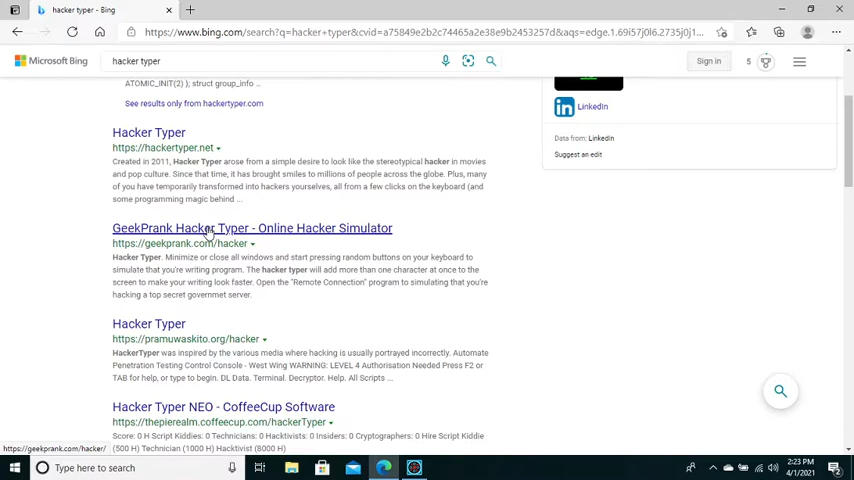 hacker typer - Bing
https://www.bing.com/search?q=hacker+typer&cvid=a75849e2b2c74465a2e38e9b2453257d&aqs=edge.1.69i57j0l6.2735j0j1...
Microsoft Bing
hacker typer
Sign in
5
ATOMIC_INIT(2) }; struct group_info ...
See results only from hackertyper.com
LinkedIn
Data from: LinkedIn
Suggest an edit
Hacker Typer
https://hackertyper.net
Created in 2011, Hacker Typer arose from a simple desire to look like the stereotypical hacker in movies
and pop culture. Since that time, it has brought smiles to millions of people across the globe. Plus, many
of you have temporarily transformed into hackers yourselves, all from a few clicks on the keyboard (and
some programming magic behind ...
GeekPrank Hacker Typer - Online Hacker Simulator
https://geekprank.com/hacker
Hacker Typer. Minimize or close all windows and start pressing random buttons on your keyboard to
simulate that you're writing program. The hacker typer will add more than one character at once to the
screen to make your writing look faster. Open the "Remote Connection" program to simulating that you're
hacking a top secret governmet server.
Hacker Typer
https://pramuwaskito.org/hacker
HackerTyper was inspired by the various media where hacking is usually portrayed incorrectly. Automate
Penetration Testing Control Console - West Wing WARNING: LEVEL 4 Authorisation Needed Press F2 or
TAB for help, or type to begin. DL Data. Terminal. Decryptor. Help. All Scripts ...
Hacker Typer NEO - CoffeeCup Software
https://thepierealm.coffeecup.com/hackerTyper
Score: 0 H Script Kiddies: 0 Technicians: 0 Hacktivists: 0 Insiders: 0 Cryptographers: 0 Hire Script Kiddie
(500 H) Technician (1000 H) Hacktivist (8000 H)
https://geekprank.com/hacker/
Type here to search
2:23 PM
4/1/2021
2